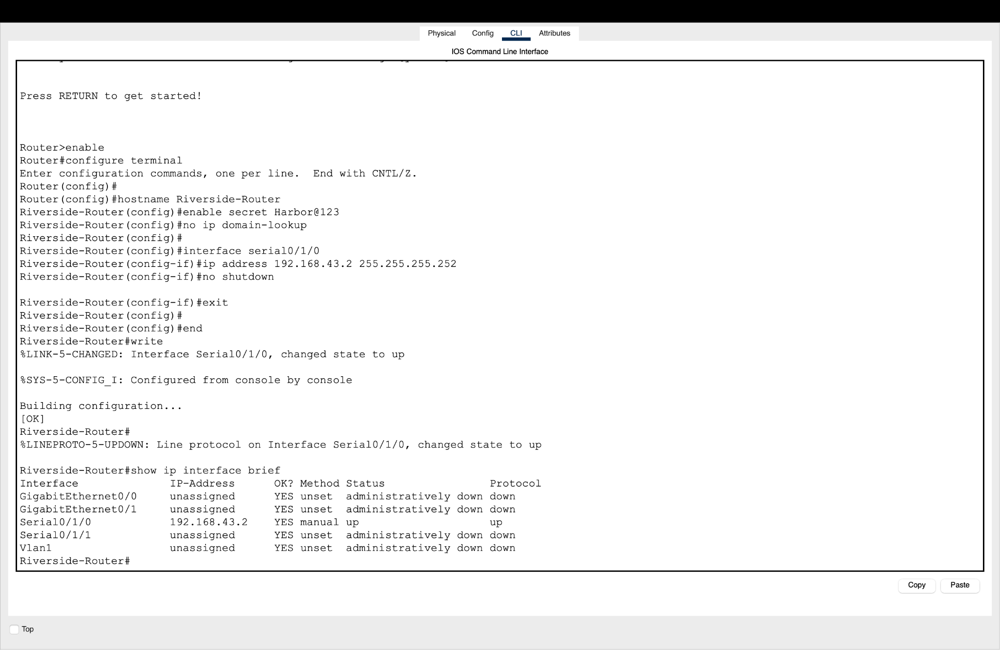 Physical Config CLI Attributes
IOS Command Line Interface
Press RETURN to get started!
Router>enable
Router#configure terminal
Enter configuration commands, one per line.  End with CNTL/Z.
Router(config)#
Router(config)#hostname Riverside-Router
Riverside-Router(config)#enable secret Harbor@123
Riverside-Router(config)#no ip domain-lookup
Riverside-Router(config)#
Riverside-Router(config)#interface serial0/1/0
Riverside-Router(config-if)#ip address 192.168.43.2 255.255.255.252
Riverside-Router(config-if)#no shutdown
Riverside-Router(config-if)#exit
Riverside-Router(config)#
Riverside-Router(config)#end
Riverside-Router#write
%LINK-5-CHANGED: Interface Serial0/1/0, changed state to up
%SYS-5-CONFIG_I: Configured from console by console
Building configuration...
[OK]
Riverside-Router#
%LINEPROTO-5-UPDOWN: Line protocol on Interface Serial0/1/0, changed state to up
Riverside-Router#show ip interface brief
Interface              IP-Address      OK? Method Status                Protocol
GigabitEthernet0/0     unassigned      YES unset  administratively down down
GigabitEthernet0/1     unassigned      YES unset  administratively down down
Serial0/1/0            192.168.43.2    YES manual up                    up
Serial0/1/1            unassigned      YES unset  administratively down down
Vlan1                  unassigned      YES unset  administratively down down
Riverside-Router#
Copy Paste
Top